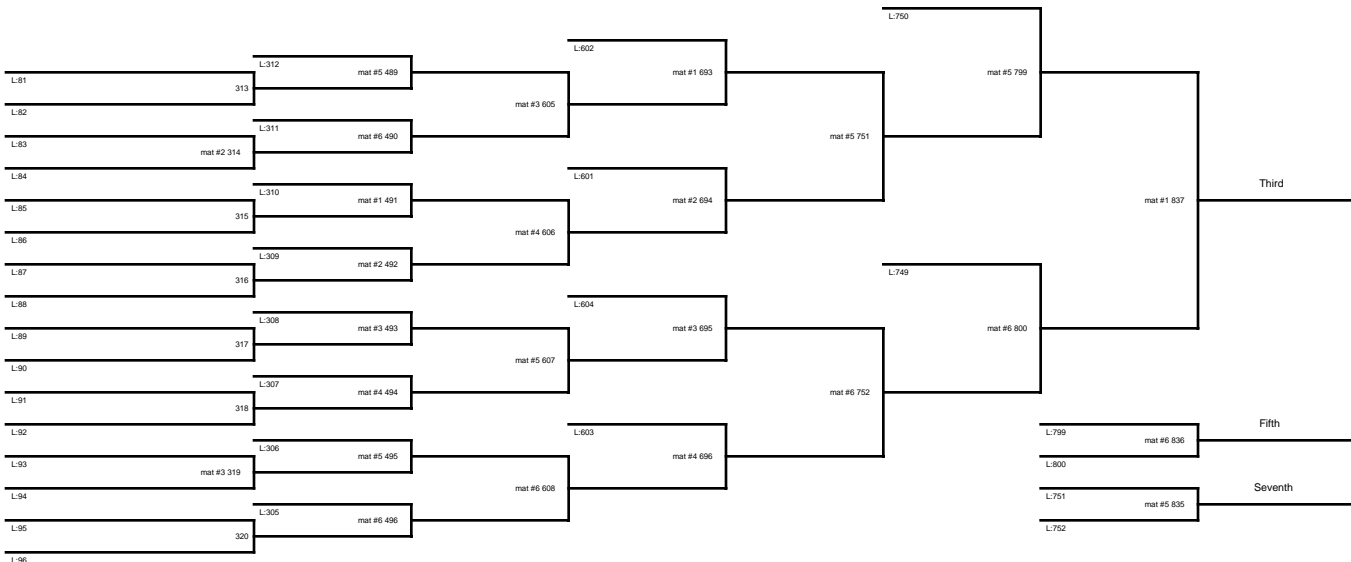 L:750
L:602
L:312
mat #5 489
mat #1 693
mat #5 799
L:81
313
mat #3 605
L:82
L:311
mat #6 490
mat #5 751
L:83
mat #2 314
L:84
L:601
L:310
mat #1 491
mat #2 694
mat #1 837
Third
L:85
315
mat #4 606
L:86
L:309
mat #2 492
L:87
L:749
316
L:88
L:604
L:308
mat #3 493
mat #3 695
mat #6 800
L:89
317
mat #5 607
L:90
L:307
mat #4 494
mat #6 752
L:91
318
L:92
L:603
L:799
Fifth
L:306
mat #5 495
mat #4 696
mat #6 836
L:93
mat #3 319
L:800
L:94
mat #6 608
L:751
Seventh
L:305
mat #6 496
mat #5 835
L:95
320
L:752
L:96